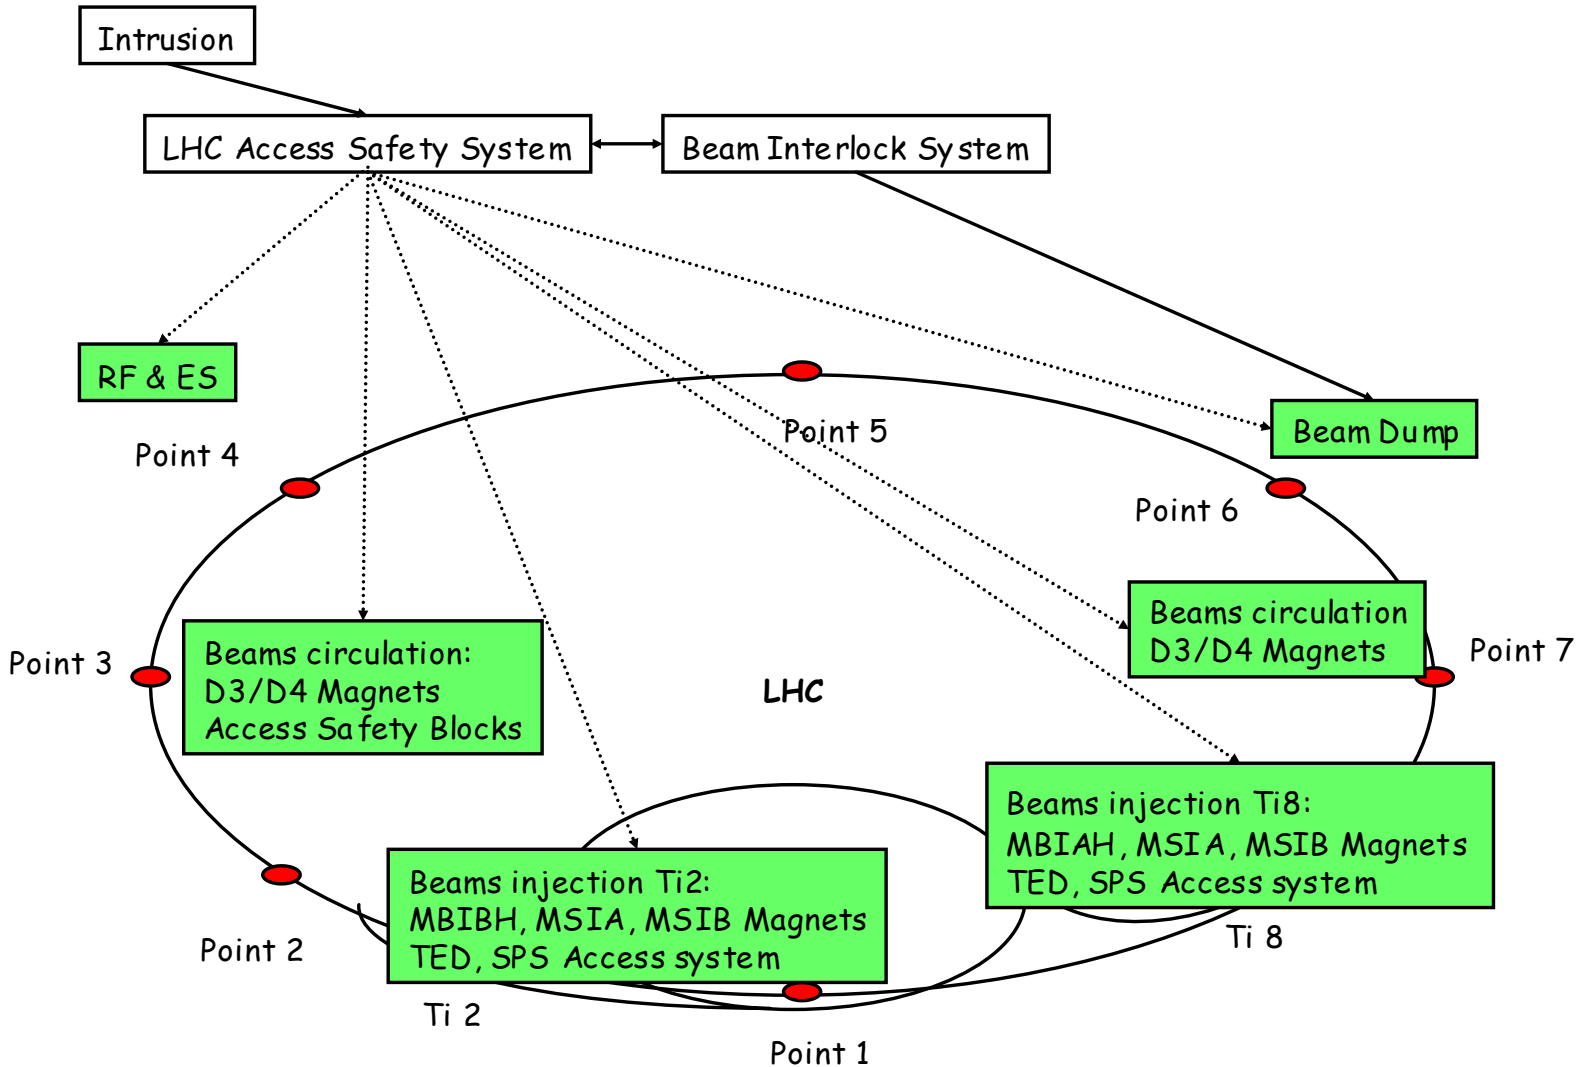 Intrusion
LHC Access Safety System
Beam Interlock System
RF & ES
Point 4
Point 5
Beam Dump
Point 6
Beams circulation
D3/D4 Magnets
Point 3
Beams circulation:
D3/D4 Magnets
Access Safety Blocks
LHC
Point 7
Beams injection Ti8:
MBIAH, MSIA, MSIB Magnets
TED, SPS Access system
Beams injection Ti2:
MBIBH, MSIA, MSIB Magnets
TED, SPS Access system
Point 2
Ti 8
Ti 2
Point 1